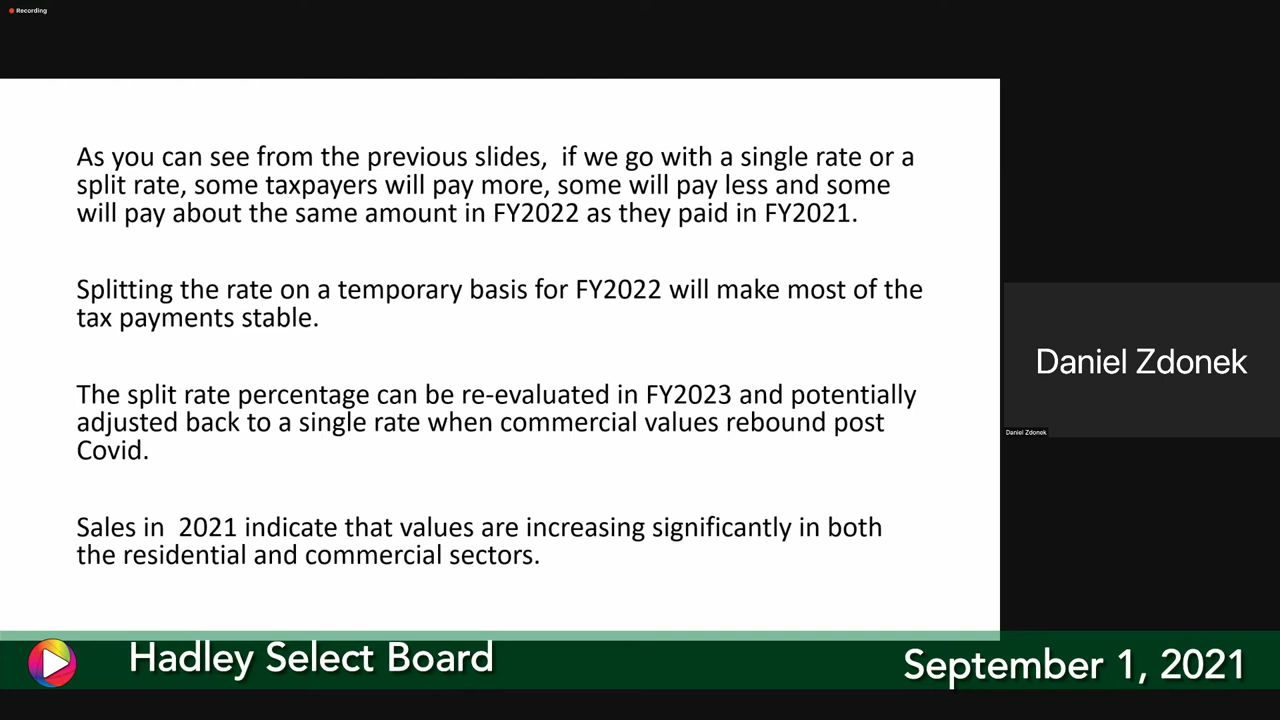 Recording
As you can see from the previous slides,  if we go with a single rate or a
split rate, some taxpayers will pay more, some will pay less and some
will pay about the same amount in FY2022 as they paid in FY2021.
Splitting the rate on a temporary basis for FY2022 will make most of the
tax payments stable.
The split rate percentage can be re-evaluated in FY2023 and potentially
adjusted back to a single rate when commercial values rebound post
Covid.
Sales in  2021 indicate that values are increasing significantly in both
the residential and commercial sectors.
Daniel Zdonek
Daniel Zdonek
Hadley Select Board
September 1, 2021